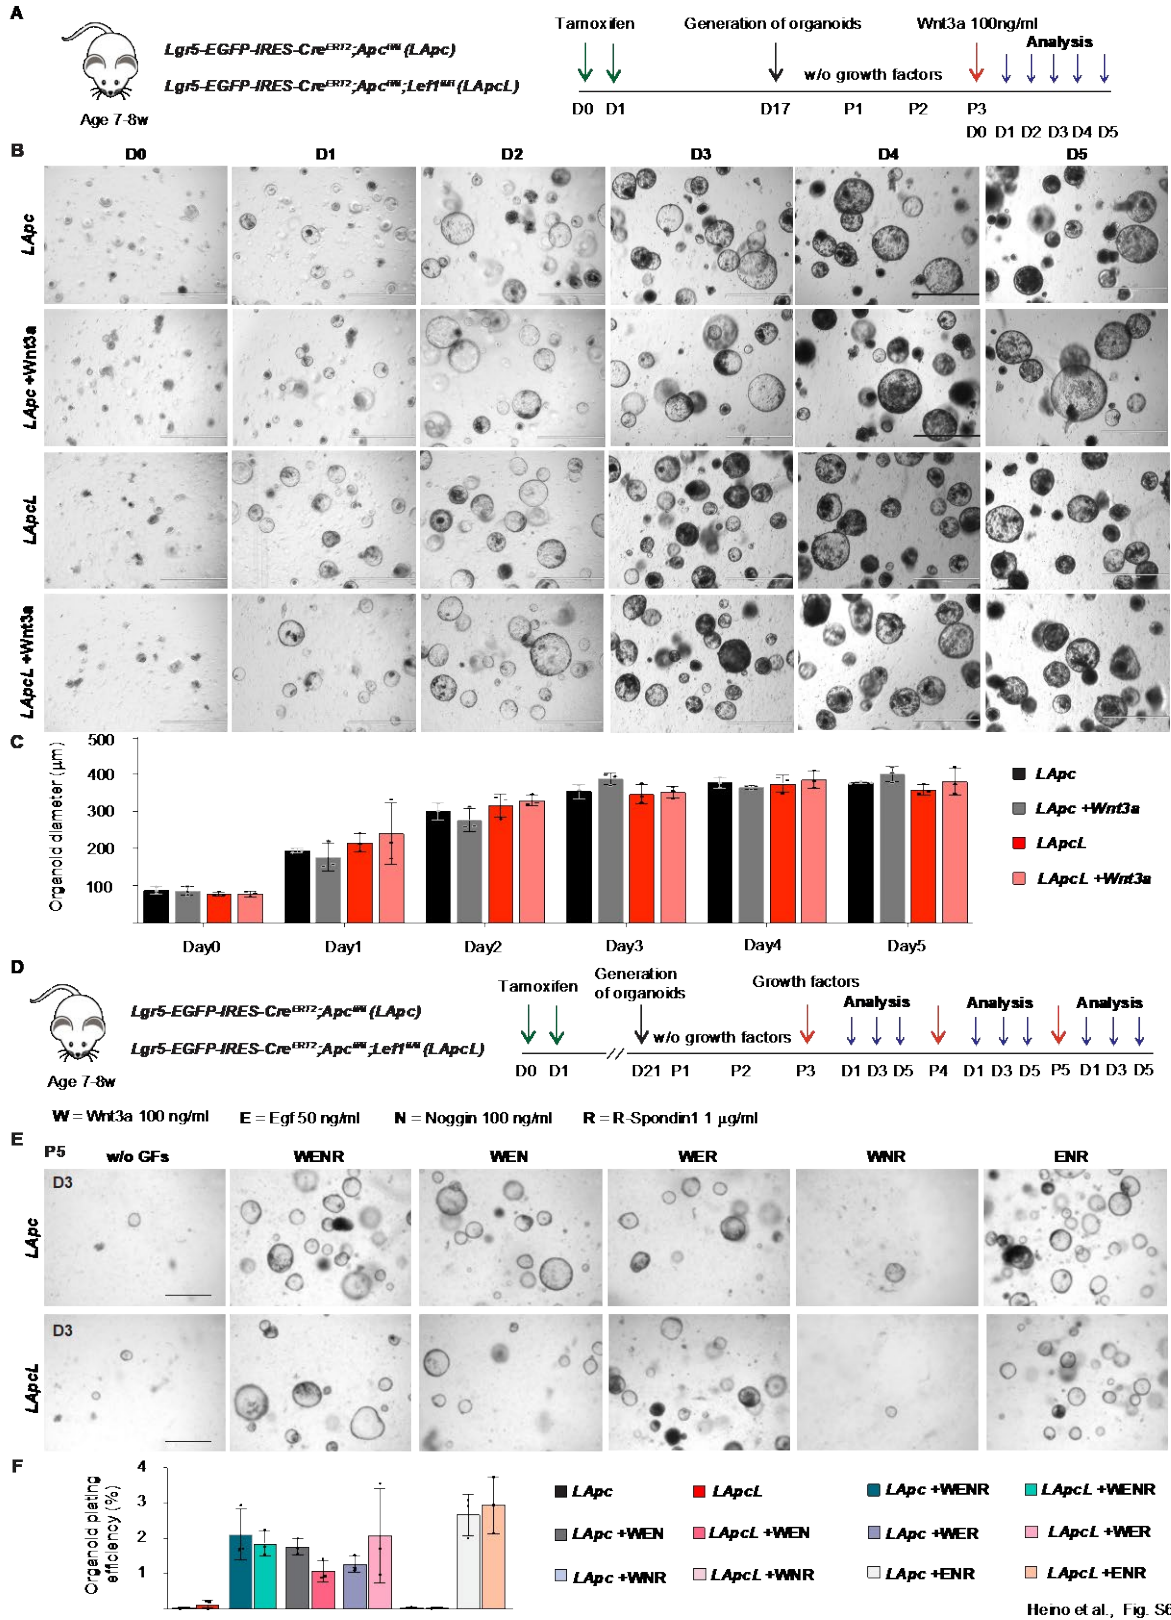 A
Lgr5-EGFP-IRES-CreERT2;Apcfl/fl (LApc)
Lgr5-EGFP-IRES-CreERT2;Apcfl/fl;Lef1fl/fl (LApcL)
Age 7-8w
Tamoxifen Generation of organoids Wnt3a 100ng/ml
Analysis
w/o growth factors
D0 D1 D17 P1 P2 P3
D0 D1 D2 D3 D4 D5
B
D0 D1 D2 D3 D4 D5
LApc
LApc +Wnt3a
LApcL
LApcL +Wnt3a
C
Organoid diameter (µm)
500
400
300
200
100
Day0 Day1 Day2 Day3 Day4 Day5
LApc
LApc +Wnt3a
LApcL
LApcL +Wnt3a
D
Lgr5-EGFP-IRES-CreERT2;Apcfl/fl (LApc)
Lgr5-EGFP-IRES-CreERT2;Apcfl/fl;Lef1fl/fl (LApcL)
Age 7-8w
Tamoxifen Generation of organoids Growth factors
Analysis Analysis Analysis
w/o growth factors
D0 D1 // D21 P1 P2 P3 D1 D3 D5 P4 D1 D3 D5 P5 D1 D3 D5
W = Wnt3a 100 ng/ml E = Egf 50 ng/ml N = Noggin 100 ng/ml R = R-Spondin1 1 µg/ml
E
P5 w/o GFs WENR WEN WER WNR ENR
D3
LApc
D3
LApcL
F
Organoid plating efficiency (%)
4
3
2
1
LApc LApcL LApc +WENR LApcL +WENR
LApc +WEN LApcL +WEN LApc +WER LApcL +WER
LApc +WNR LApcL +WNR LApc +ENR LApcL +ENR
Heino et al., Fig. S6